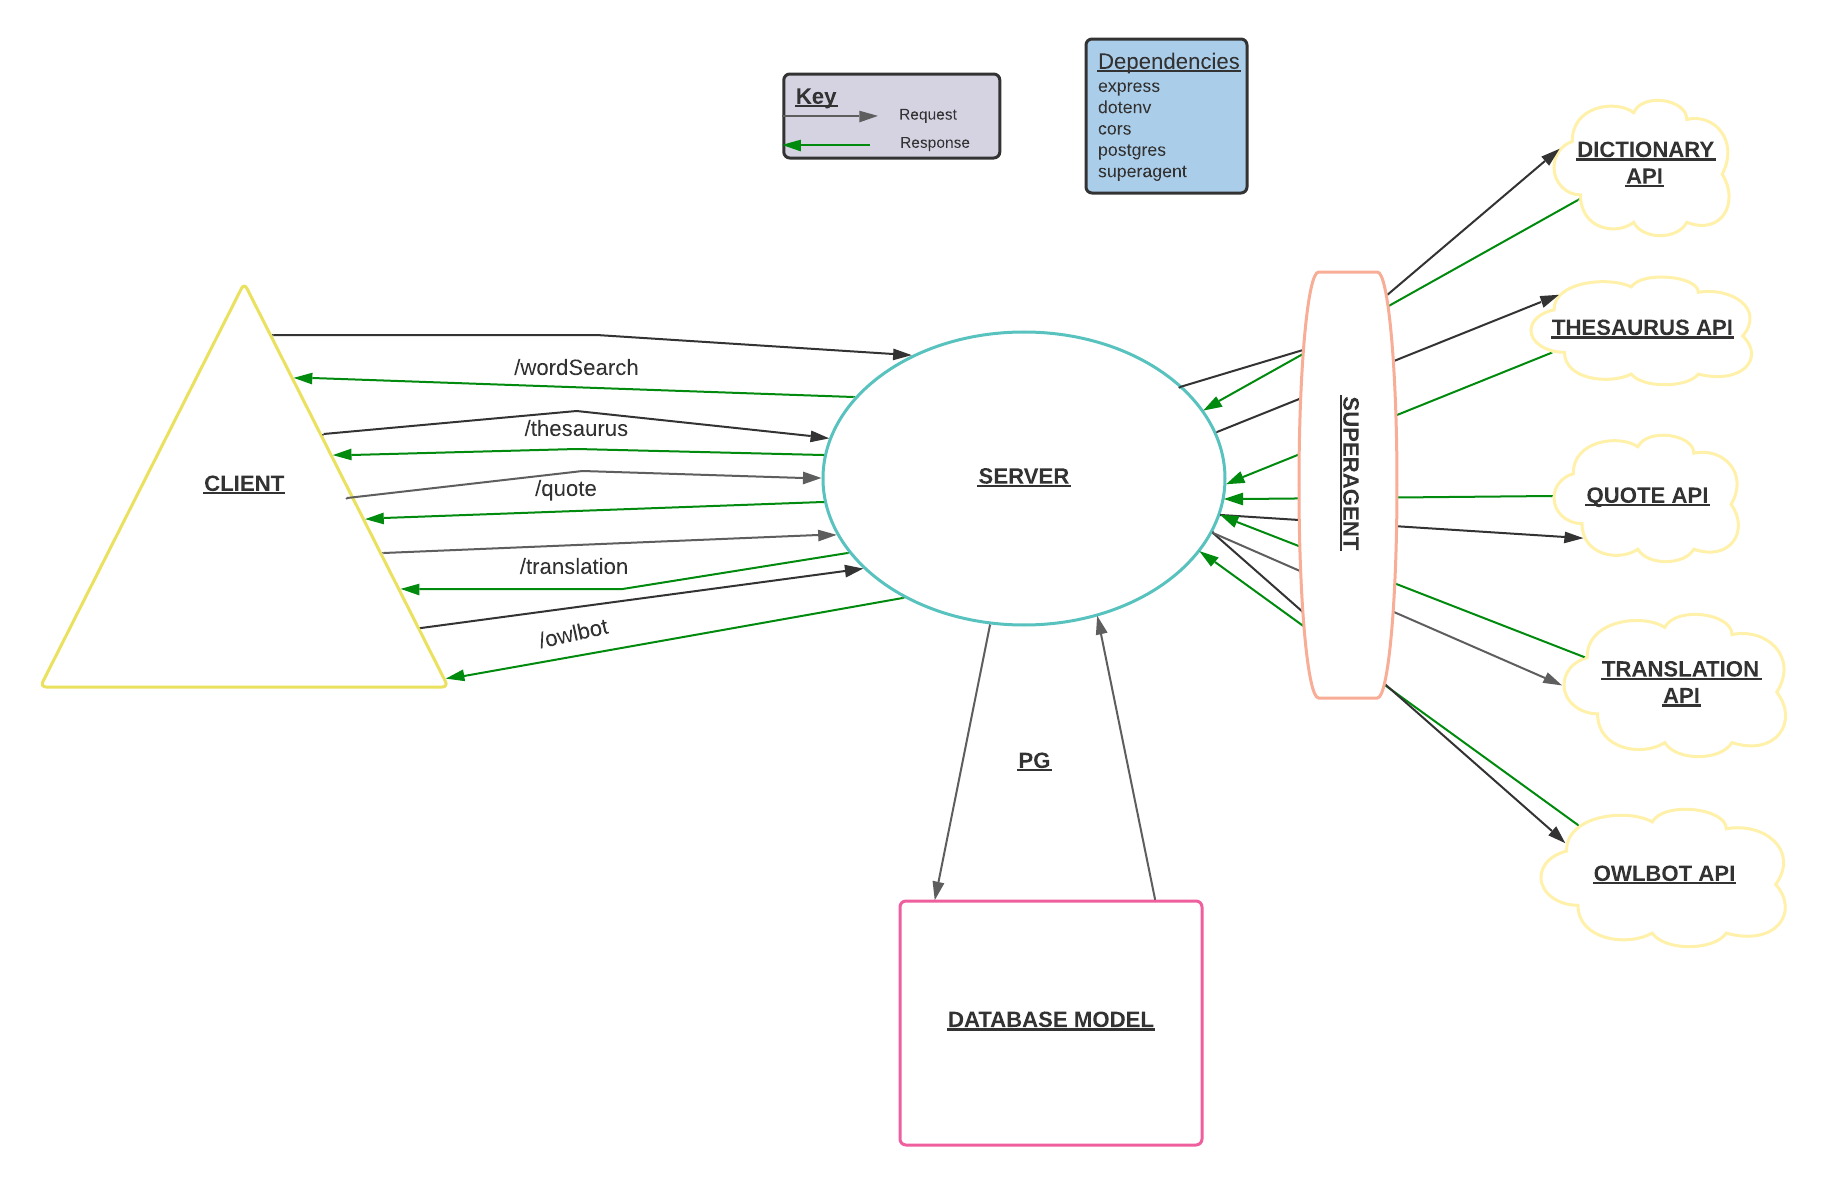 Key
Request
Response
Dependencies
express
dotenv
cors
postgres
superagent
DICTIONARY
API
THESAURUS API
/wordSearch
/thesaurus
CLIENT
/quote
/translation
/owlbot
SERVER
SUPERAGENT
QUOTE API
TRANSLATION
API
PG
OWLBOT API
DATABASE MODEL